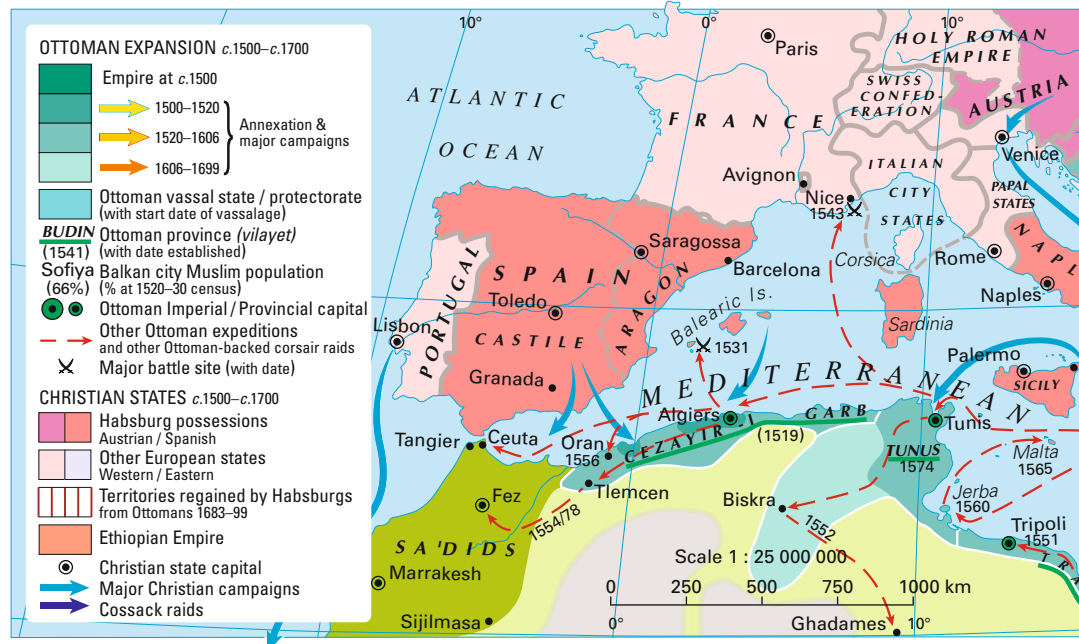 OTTOMAN EXPANSION c.1500–c.1700
Empire at c.1500
1500–1520
1520–1606
1606–1699
Annexation &
major campaigns
Ottoman vassal state / protectorate
(with start date of vassalage)
BUDIN Ottoman province (vilayet)
(1541) (with date established)
Sofiya Balkan city Muslim population
(66%) (% at 1520–30 census)
Ottoman Imperial / Provincial capital
Other Ottoman expeditions
and other Ottoman-backed corsair raids
Major battle site (with date)
CHRISTIAN STATES c.1500–c.1700
Habsburg possessions
Austrian / Spanish
Other European states
Western / Eastern
Territories regained by Habsburgs
from Ottomans 1683–99
Ethiopian Empire
Christian state capital
Major Christian campaigns
Cossack raids
10° 0° 10°
ATLANTIC
OCEAN
Paris
HOLY ROMAN
EMPIRE
SWISS
CONFED-
ERATION
AUSTRIA
FRANCE
Venice
ITALIAN
CITY
STATES
PAPAL
STATES
Avignon
Nice
1543
Corsica
Rome
NAPL
Naples
Saragossa
Barcelona
SPAIN
ARAGON
Toledo
CASTILE
PORTUGAL
Lisbon
Granada
Balearic Is.
1531
Sardinia
Palermo
SICILY
MEDITERRANEAN
Tangier
Ceuta
Oran
1556
Algiers
CEZAYIR-I GARB
(1519)
Tunis
TUNUS
1574
Malta
1565
Jerba
1560
Tlemcen
Fez
1554/78
Biskra
1552
Tripoli
1551
TRA
SA'DIDS
Marrakesh
Sijilmasa
Scale 1 : 25 000 000
0 250 500 750 1000 km
0° 10°
Ghadames